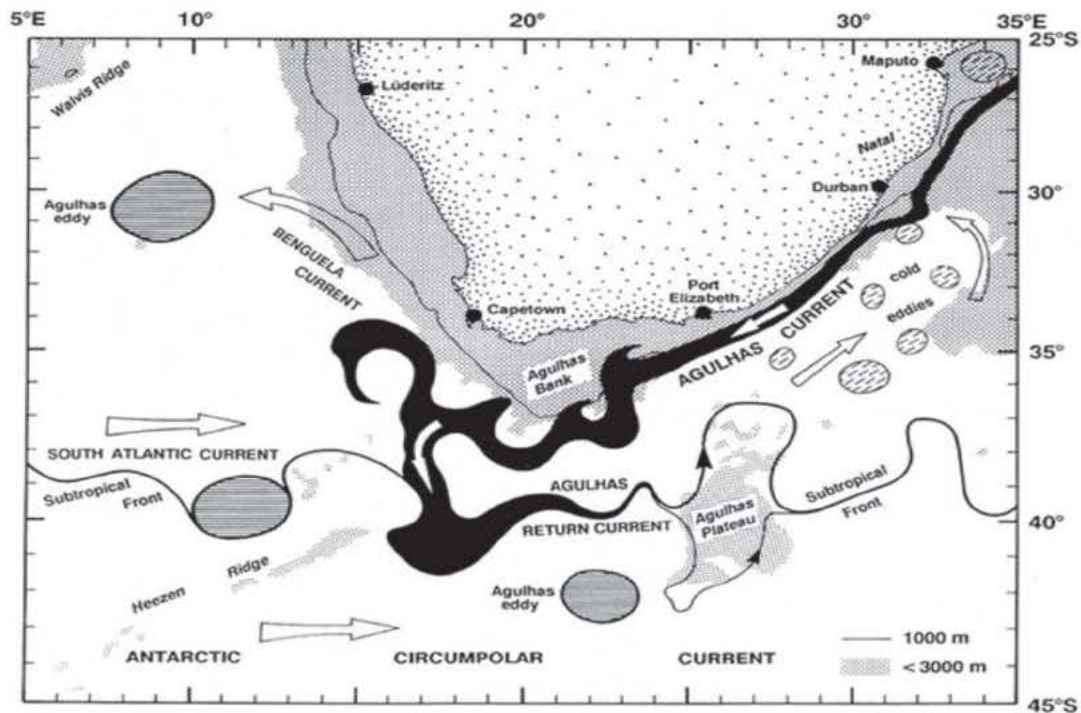 5°E 10° 20° 30° 35°E
25°S
Maputo
Walvis Ridge
Lüderitz
Natal
Durban
30°
Agulhas
eddy
BENGUELA
CURRENT
Capetown
Port
Elizabeth
cold
eddies
AGULHAS CURRENT
35°
Agulhas
Bank
SOUTH ATLANTIC CURRENT
Subtropical
Front
AGULHAS
RETURN CURRENT
Agulhas
Plateau
Subtropical
Front
40°
Heezen Ridge
Agulhas
eddy
ANTARCTIC CIRCUMPOLAR CURRENT
1000 m
< 3000 m
45°S